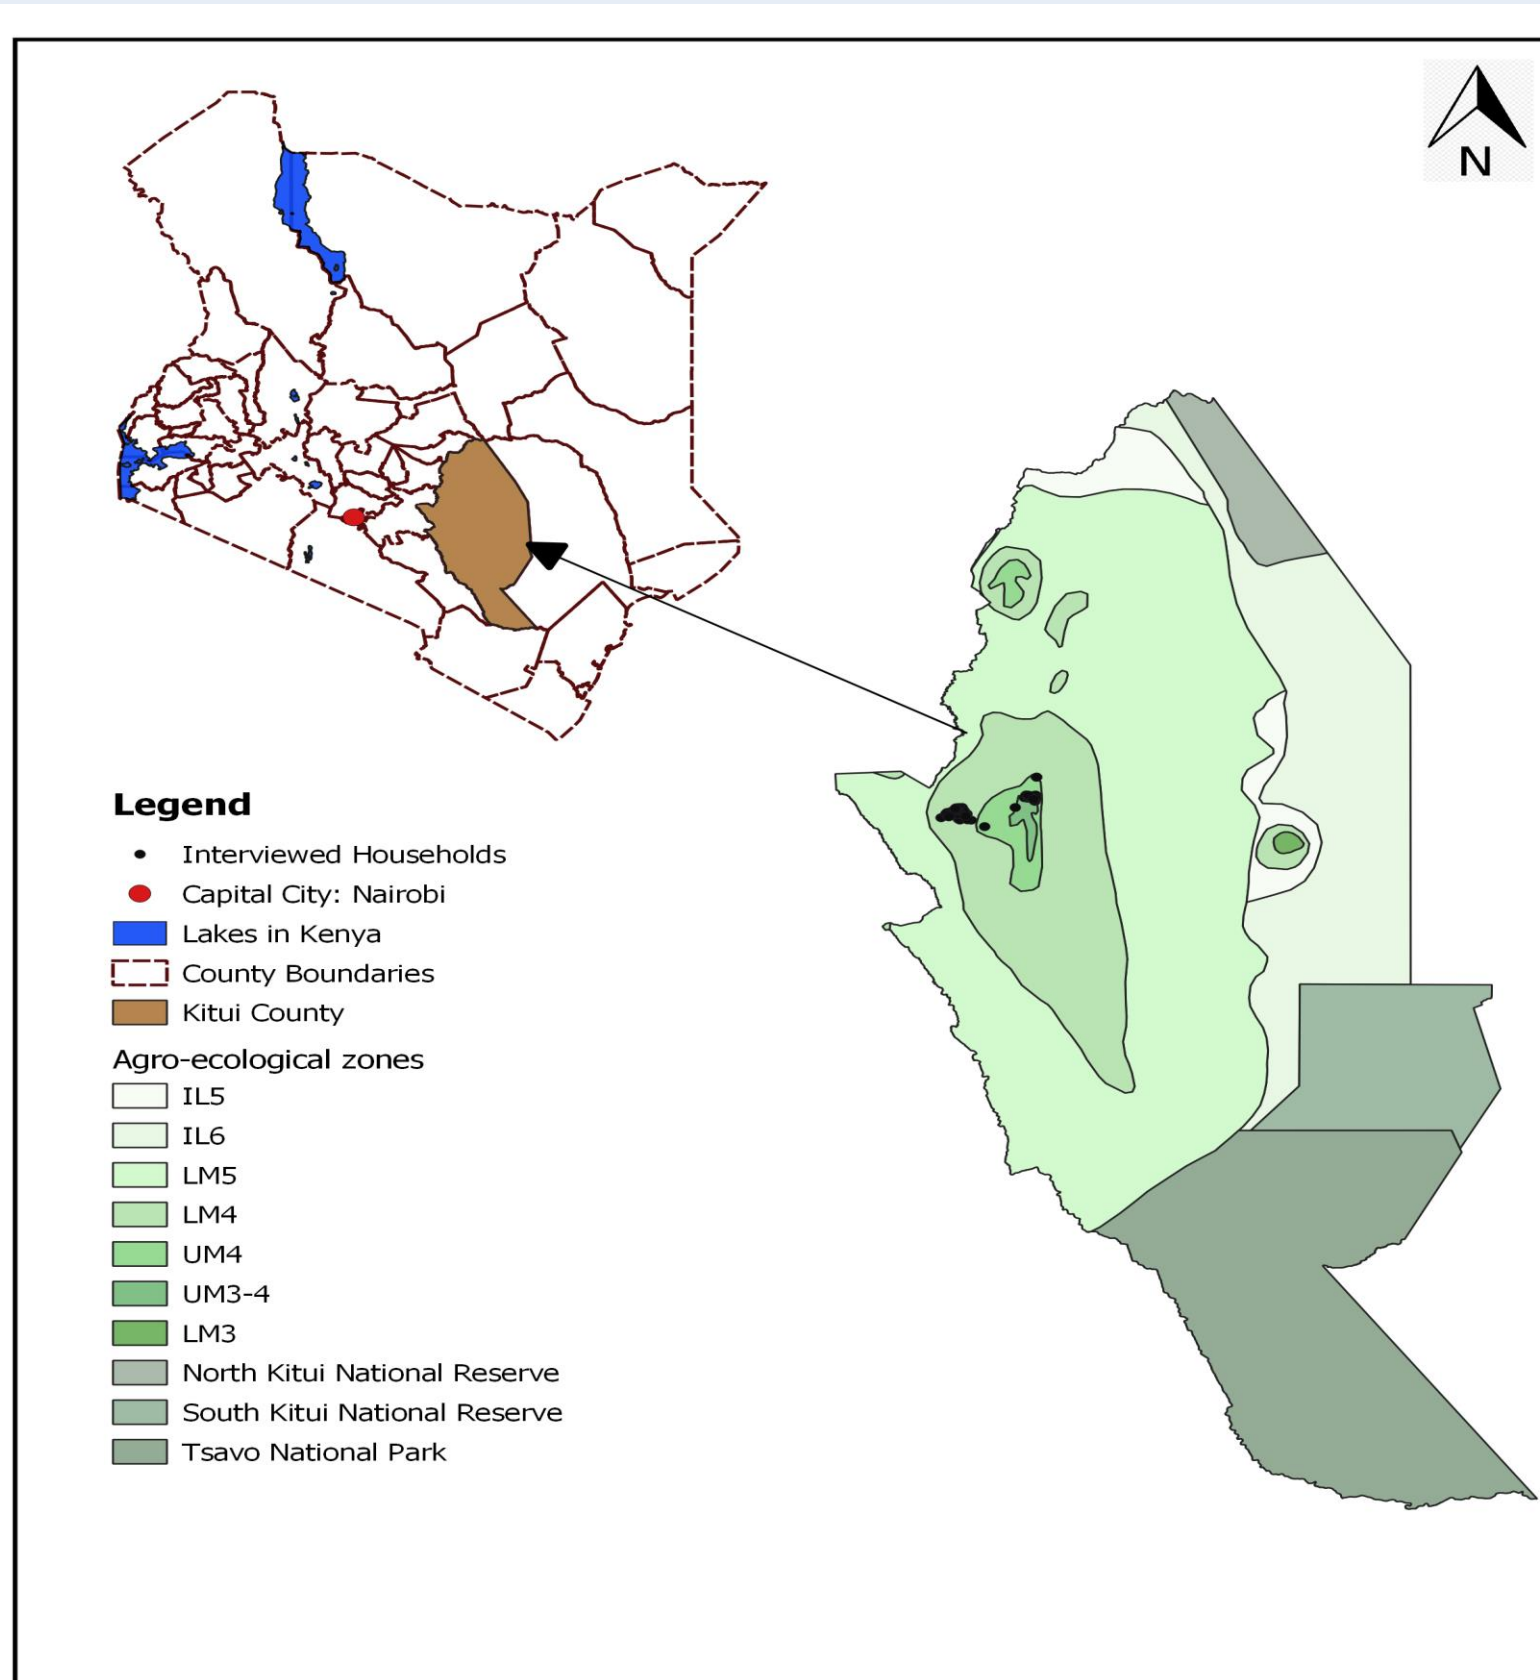 N
Legend
Interviewed Households
Capital City: Nairobi
Lakes in Kenya
County Boundaries
Kitui County
Agro-ecological zones
IL5
IL6
LM5
LM4
UM4
UM3-4
LM3
North Kitui National Reserve
South Kitui National Reserve
Tsavo National Park